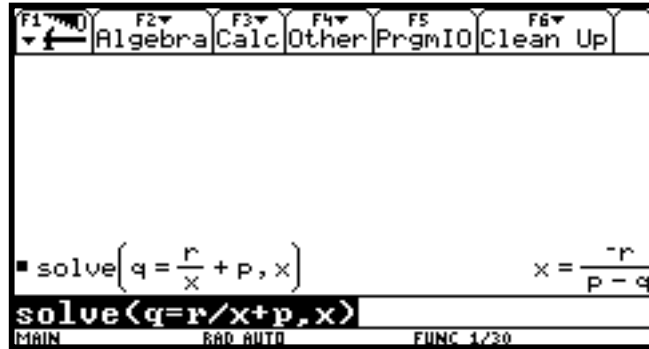 F1 F2 Algebra F3 Calc F4 Other F5 PrgmIO F6 Clean Up
solve(q = r/x + p, x) x = -r/(p - q
solve(q=r/x+p,x)
MAIN RAD AUTO FUNC 1/30